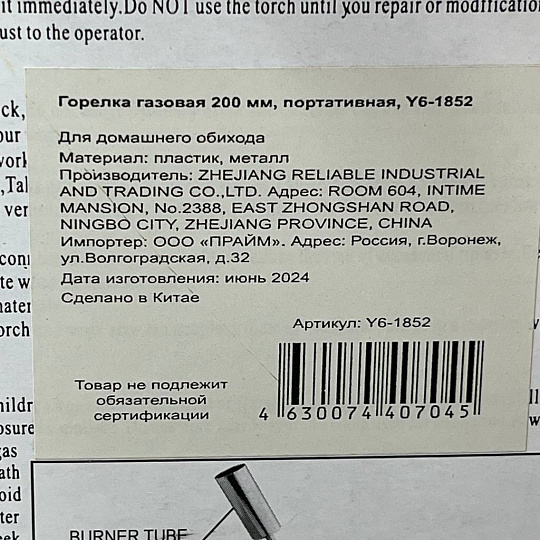 it immediately.Do NOT use the torch until you repair or modification
ust to the operator.
Горелка газовая 200 мм, портативная, Y6-1852
Для домашнего обихода
Материал: пластик, металл
Производитель: ZHEJIANG RELIABLE INDUSTRIAL
AND TRADING CO.,LTD. Адрес: ROOM 604, INTIME
MANSION, No.2388, EAST ZHONGSHAN ROAD,
NINGBO CITY, ZHEJIANG PROVINCE, CHINA
Импортер: ООО «ПРАЙМ». Адрес: Россия, г.Воронеж,
ул.Волгоградская, д.32
Дата изготовления: июнь 2024
Сделано в Китае
Артикул: Y6-1852
Товар не подлежит
обязательной
сертификации
4 630074 407045
BURNER TUBE